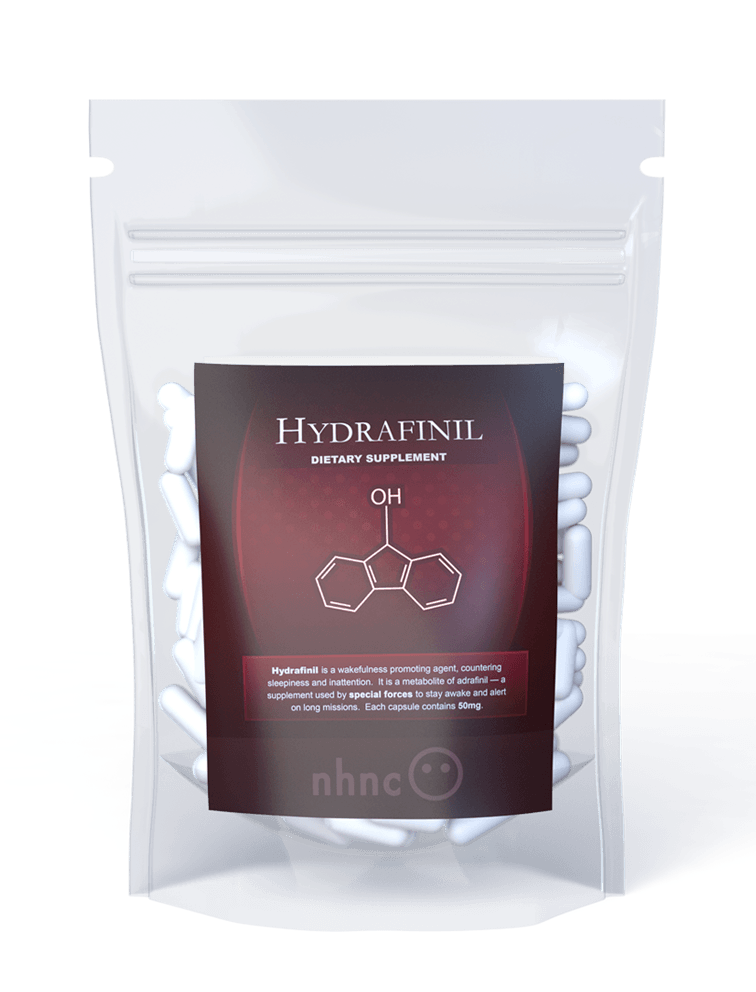 HYDRAFINIL
DIETARY SUPPLEMENT
OH
Hydrafinil is a wakefulness promoting agent, countering
sleepiness and inattention. It is a metabolite of adrafinil — a
supplement used by special forces to stay awake and alert
on long missions. Each capsule contains 50mg.
nhnc